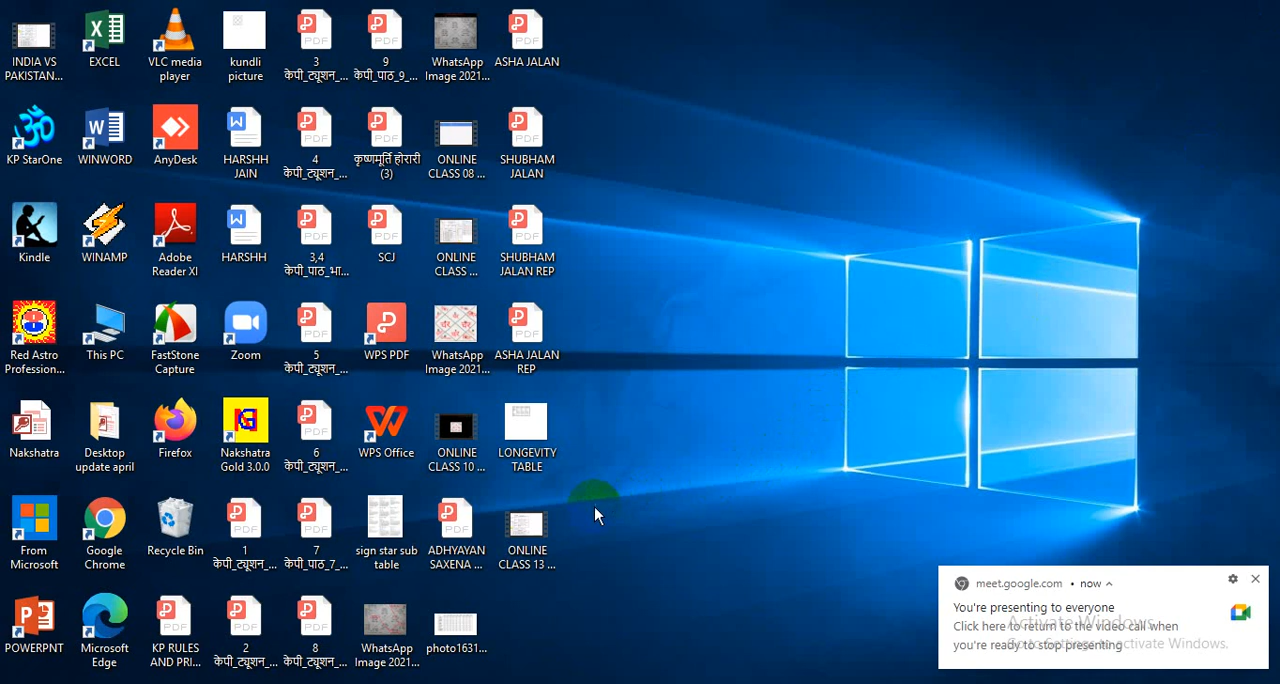 INDIA VS
PAKISTAN...
EXCEL
VLC media
player
kundli
picture
3
केपी_ट्यूशन_...
9
केपी_पाठ_9_...
WhatsApp
Image 2021...
ASHA JALAN
KP StarOne
WINWORD
AnyDesk
HARSHH
JAIN
4
केपी_ट्यूशन_...
कृष्णमूर्ति होरारी
(3)
ONLINE
CLASS 08 ...
SHUBHAM
JALAN
Kindle
WINAMP
Adobe
Reader XI
HARSHH
3,4
केपी_पाठ_भा...
SCJ
ONLINE
CLASS ...
SHUBHAM
JALAN REP
Red Astro
Profession...
This PC
FastStone
Capture
Zoom
5
केपी_ट्यूशन_...
WPS PDF
WhatsApp
Image 2021...
ASHA JALAN
REP
Nakshatra
Desktop
update april
Firefox
Nakshatra
Gold 3.0.0
6
केपी_ट्यूशन_...
WPS Office
ONLINE
CLASS 10 ...
LONGEVITY
TABLE
From
Microsoft
Google
Chrome
Recycle Bin
1
केपी_ट्यूशन_...
7
केपी_पाठ_7_...
sign star sub
table
ADHYAYAN
SAXENA ...
ONLINE
CLASS 13 ...
POWERPNT
Microsoft
Edge
KP RULES
AND PRI...
2
केपी_ट्यूशन_...
8
केपी_ट्यूशन_...
WhatsApp
Image 2021...
photo1631...
meet.google.com • now
You're presenting to everyone
Click here to return to the video call when
you're ready to stop presenting
Activate Windows
Go to Settings to activate Windows.